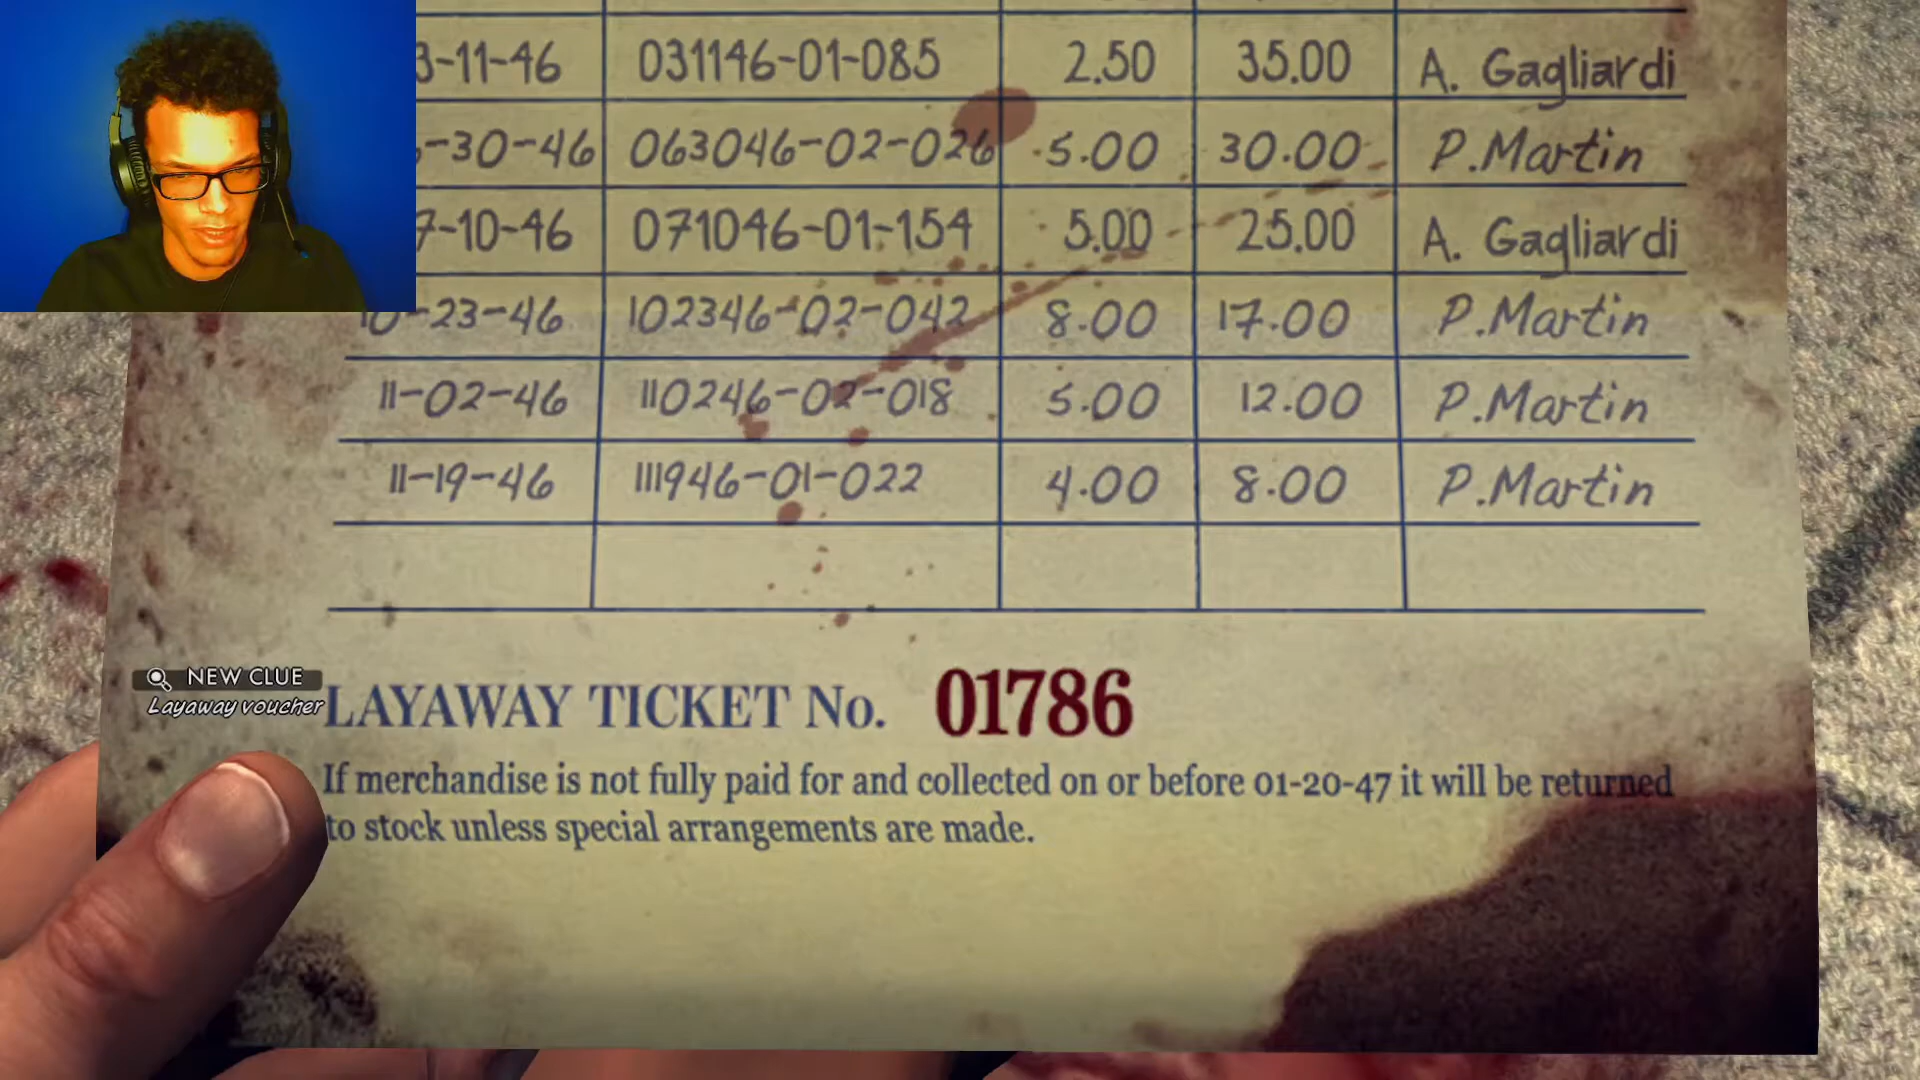 3-11-46 031146-01-085 2.50 35.00 A. Gagliardi
-30-46 063046-02-026 5.00 30.00 P.Martin
7-10-46 071046-01-154 5.00 25.00 A. Gagliardi
10-23-46 102346-02-042 8.00 17.00 P.Martin
11-02-46 110246-02-018 5.00 12.00 P.Martin
11-19-46 111946-01-022 4.00 8.00 P.Martin
NEW CLUE
Layaway voucher
LAYAWAY TICKET No. 01786
If merchandise is not fully paid for and collected on or before 01-20-47 it will be returned
to stock unless special arrangements are made.